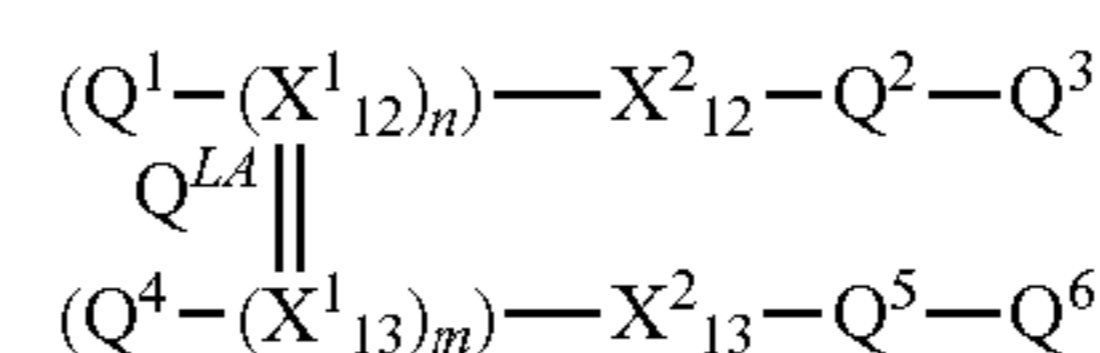 (Q¹—(X¹₁₂)ₙ)—X²₁₂—Q²—Q³
Qᴸᴬ
(Q⁴—(X¹₁₃)ₘ)—X²₁₃—Q⁵—Q⁶